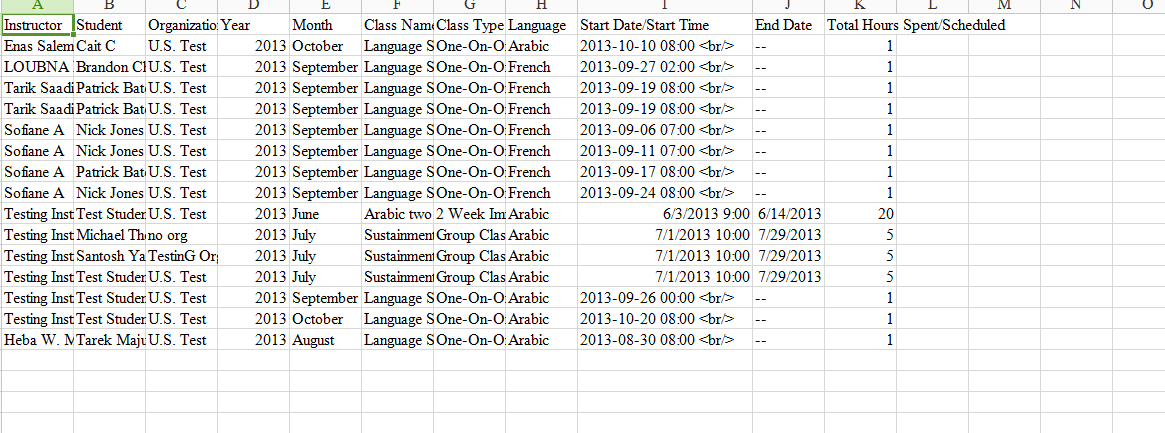 A B C D E F G H I J K L M N O
Instructor Student Organizatio Year Month Class Name Class Type Language Start Date/Start Time End Date Total Hours Spent/Scheduled
Enas Salem Cait C U.S. Test 2013 October Language S One-On-O Arabic 2013-10-10 08:00 <br/> -- 1
LOUBNA Brandon Cl U.S. Test 2013 September Language S One-On-O French 2013-09-27 02:00 <br/> -- 1
Tarik Saadi Patrick Bat U.S. Test 2013 September Language S One-On-O French 2013-09-19 08:00 <br/> -- 1
Tarik Saadi Patrick Bat U.S. Test 2013 September Language S One-On-O French 2013-09-19 08:00 <br/> -- 1
Sofiane A Nick Jones U.S. Test 2013 September Language S One-On-O French 2013-09-06 07:00 <br/> -- 1
Sofiane A Nick Jones U.S. Test 2013 September Language S One-On-O French 2013-09-11 07:00 <br/> -- 1
Sofiane A Patrick Bat U.S. Test 2013 September Language S One-On-O French 2013-09-17 08:00 <br/> -- 1
Sofiane A Nick Jones U.S. Test 2013 September Language S One-On-O French 2013-09-24 08:00 <br/> -- 1
Testing Inst Test Studen U.S. Test 2013 June Arabic two 2 Week Im Arabic 6/3/2013 9:00 6/14/2013 20
Testing Inst Michael Th no org 2013 July Sustainment Group Clas Arabic 7/1/2013 10:00 7/29/2013 5
Testing Inst Santosh Ya TestinG Or 2013 July Sustainment Group Clas Arabic 7/1/2013 10:00 7/29/2013 5
Testing Inst Test Studen U.S. Test 2013 July Sustainment Group Clas Arabic 7/1/2013 10:00 7/29/2013 5
Testing Inst Test Studen U.S. Test 2013 September Language S One-On-O Arabic 2013-09-26 00:00 <br/> -- 1
Testing Inst Test Studen U.S. Test 2013 October Language S One-On-O Arabic 2013-10-20 08:00 <br/> -- 1
Heba W. M Tarek Maju U.S. Test 2013 August Language S One-On-O Arabic 2013-08-30 08:00 <br/> -- 1